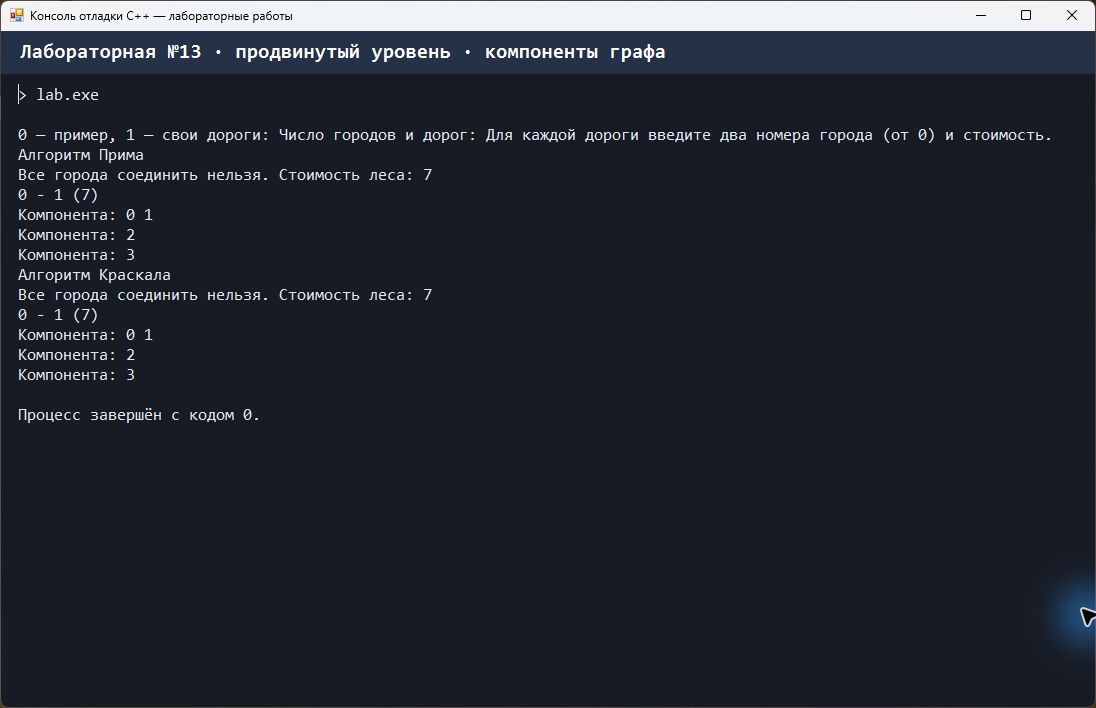 Консоль отладки C++ — лабораторные работы
Лабораторная №13 · продвинутый уровень · компоненты графа
> lab.exe
0 — пример, 1 — свои дороги: Число городов и дорог: Для каждой дороги введите два номера города (от 0) и стоимость.
Алгоритм Прима
Все города соединить нельзя. Стоимость леса: 7
0 - 1 (7)
Компонента: 0 1
Компонента: 2
Компонента: 3
Алгоритм Краскала
Все города соединить нельзя. Стоимость леса: 7
0 - 1 (7)
Компонента: 0 1
Компонента: 2
Компонента: 3
Процесс завершён с кодом 0.